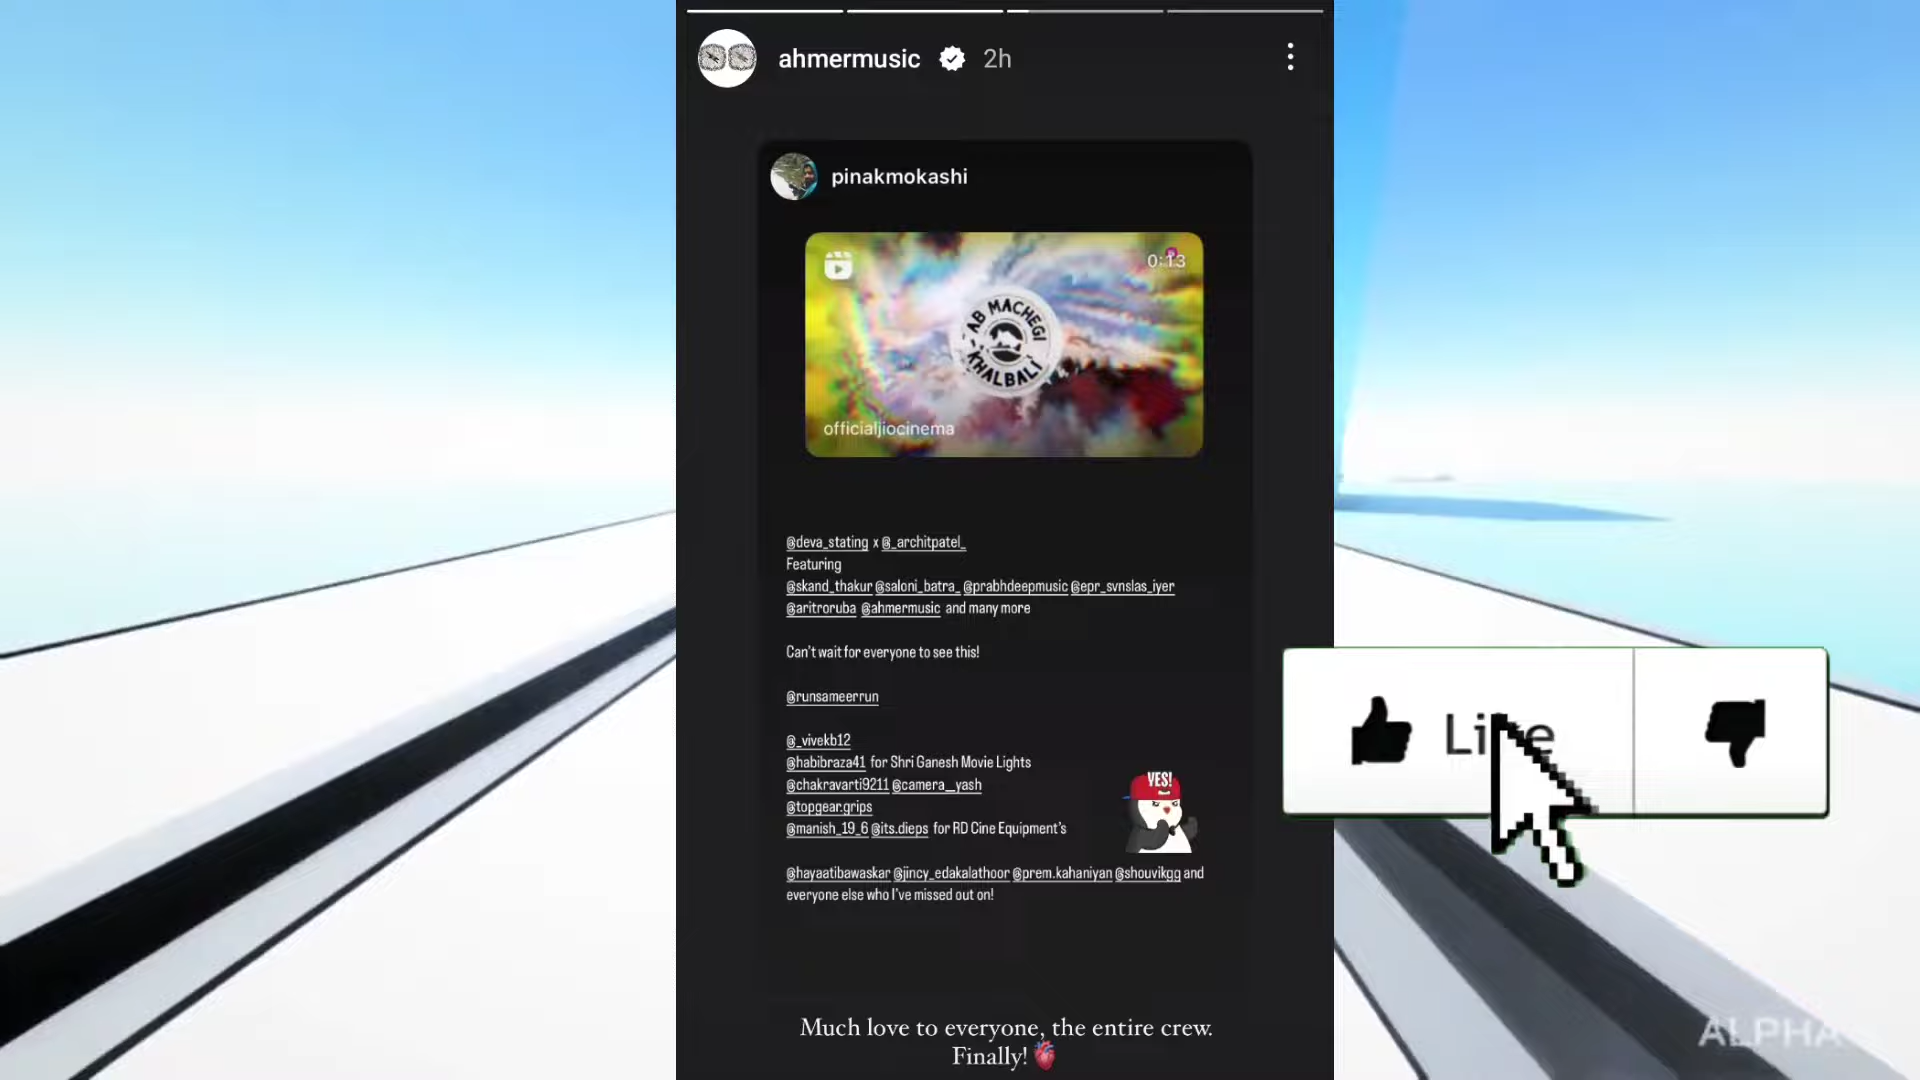 ahmermusic 2h
pinakmokashi
0:13
AB MACHEGI
KHALBALI
officialjiocinema
@deva_stating x @_architpatel_
Featuring
@skand_thakur @saloni_batra_ @prabhdeepmusic @epr_svnslas_iyer
@aritroruba @ahmermusic and many more
Can't wait for everyone to see this!
@runsameerrun
@_vivekb12
@habibraza41 for Shri Ganesh Movie Lights
@chakravarti9211 @camera_yash
@topgear.grips
@manish_19_6 @its.dieps for RD Cine Equipment's
YES!
@hayaatibawaskar @jincy_edakalathoor @prem.kahaniyan @shouvikgg and
everyone else who I've missed out on!
Much love to everyone, the entire crew.
Finally!
Like
ALPHA